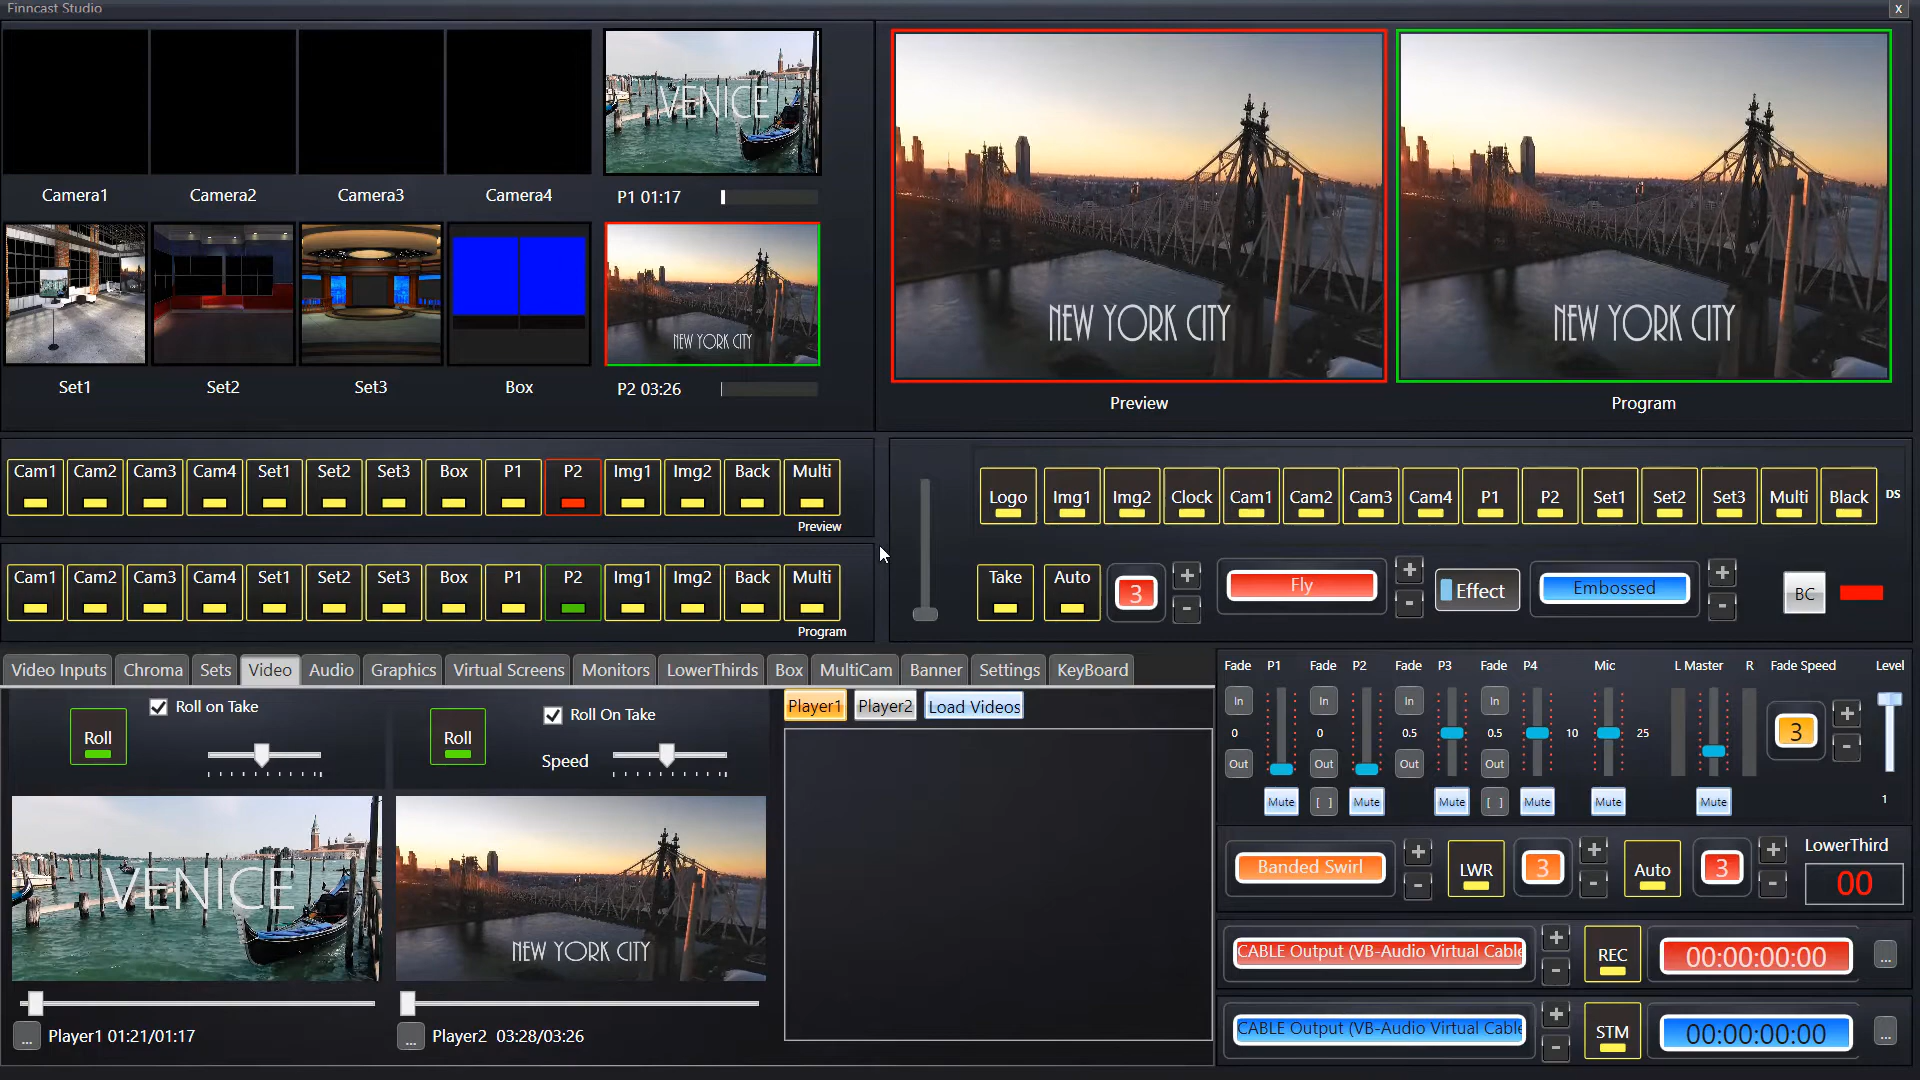 Finncast Studio
x
VENICE
Camera1 Camera2 Camera3 Camera4 P1 01:17
NEW YORK CITY
Set1 Set2 Set3 Box P2 03:26
NEW YORK CITY
Preview
NEW YORK CITY
Program
Cam1 Cam2 Cam3 Cam4 Set1 Set2 Set3 Box P1 P2 Img1 Img2 Back Multi
Preview
Cam1 Cam2 Cam3 Cam4 Set1 Set2 Set3 Box P1 P2 Img1 Img2 Back Multi
Program
Logo Img1 Img2 Clock Cam1 Cam2 Cam3 Cam4 P1 P2 Set1 Set2 Set3 Multi Black DS
Take Auto 3 + - Fly + - Effect Embossed + - BC
Video Inputs Chroma Sets Video Audio Graphics Virtual Screens Monitors LowerThirds Box MultiCam Banner Settings KeyBoard
Roll Roll on Take
Roll Roll On Take
Speed
VENICE
NEW YORK CITY
... Player1 01:21/01:17
... Player2 03:28/03:26
Player1 Player2 Load Videos
Fade P1 Fade P2 Fade P3 Fade P4 Mic L Master R Fade Speed Level
In In In In
0 0 0.5 0.5 10 25 3 + -
Out Out Out Out
Mute [ ] Mute Mute [ ] Mute Mute Mute 1
Banded Swirl + - LWR 3 + - Auto 3 + - LowerThird
00
CABLE Output (VB-Audio Virtual Cable + - REC 00:00:00:00 ...
CABLE Output (VB-Audio Virtual Cable + - STM 00:00:00:00 ...